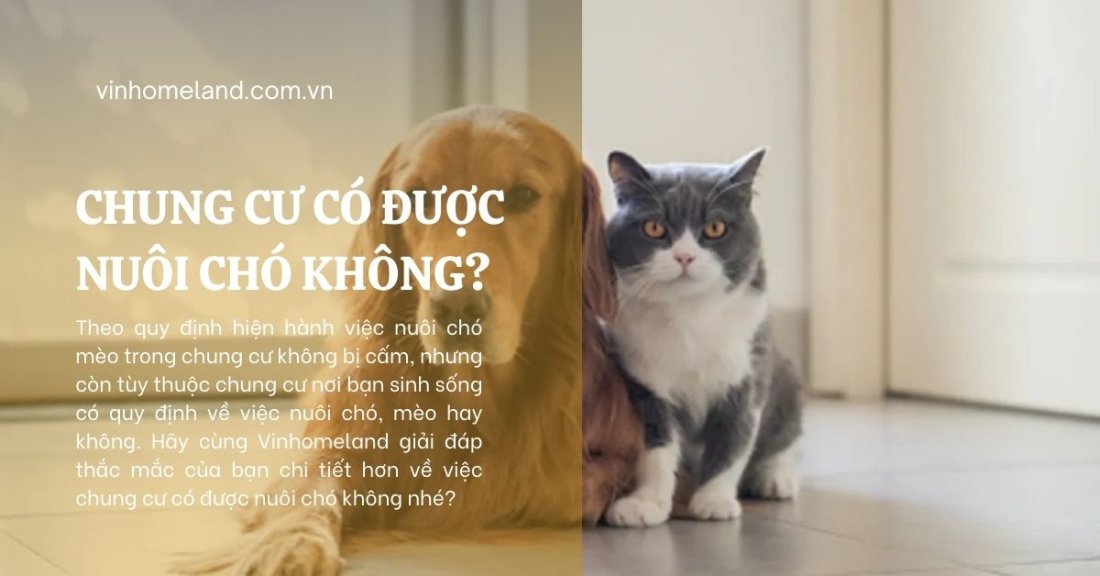 vinhomeland.com.vn
CHUNG CƯ CÓ ĐƯỢC
NUÔI CHÓ KHÔNG?
Theo quy định hiện hành việc nuôi chó
mèo trong chung cư không bị cấm, nhưng
còn tùy thuộc chung cư nơi bạn sinh sống
có quy định về việc nuôi chó, mèo hay
không. Hãy cùng Vinhomeland giải đáp
thắc mắc của bạn chi tiết hơn về việc
chung cư có được nuôi chó không nhé?